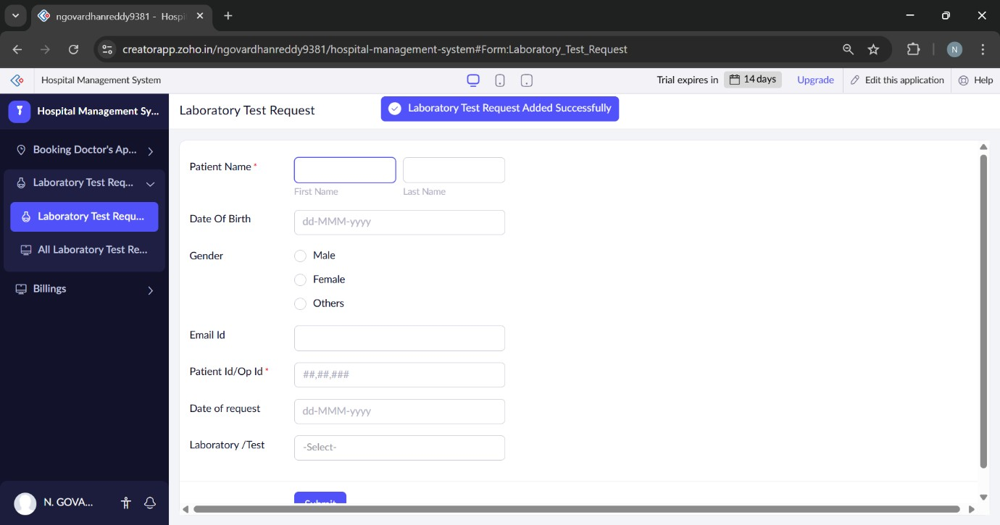 ngovardhanreddy9381 - Hospi
creatorapp.zoho.in/ngovardhanreddy9381/hospital-management-system#Form:Laboratory_Test_Request
N
Hospital Management System
Trial expires in 14 days Upgrade Edit this application Help
Hospital Management Sy...
Booking Doctor's Ap...
Laboratory Test Req...
Laboratory Test Requ...
All Laboratory Test Re...
Billings
N. GOVA...
Laboratory Test Request
Laboratory Test Request Added Successfully
Patient Name *
First Name Last Name
Date Of Birth dd-MMM-yyyy
Gender Male
Female
Others
Email Id
Patient Id/Op Id * ##,##,###
Date of request dd-MMM-yyyy
Laboratory /Test -Select-
Submit